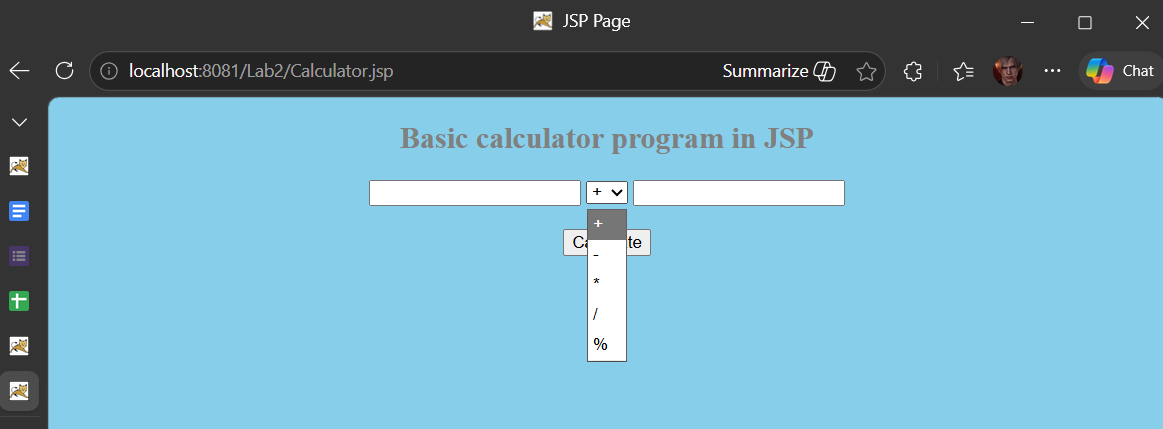 JSP Page
localhost:8081/Lab2/Calculator.jsp
Summarize
Chat
Basic calculator program in JSP
+
+
-
*
/
%